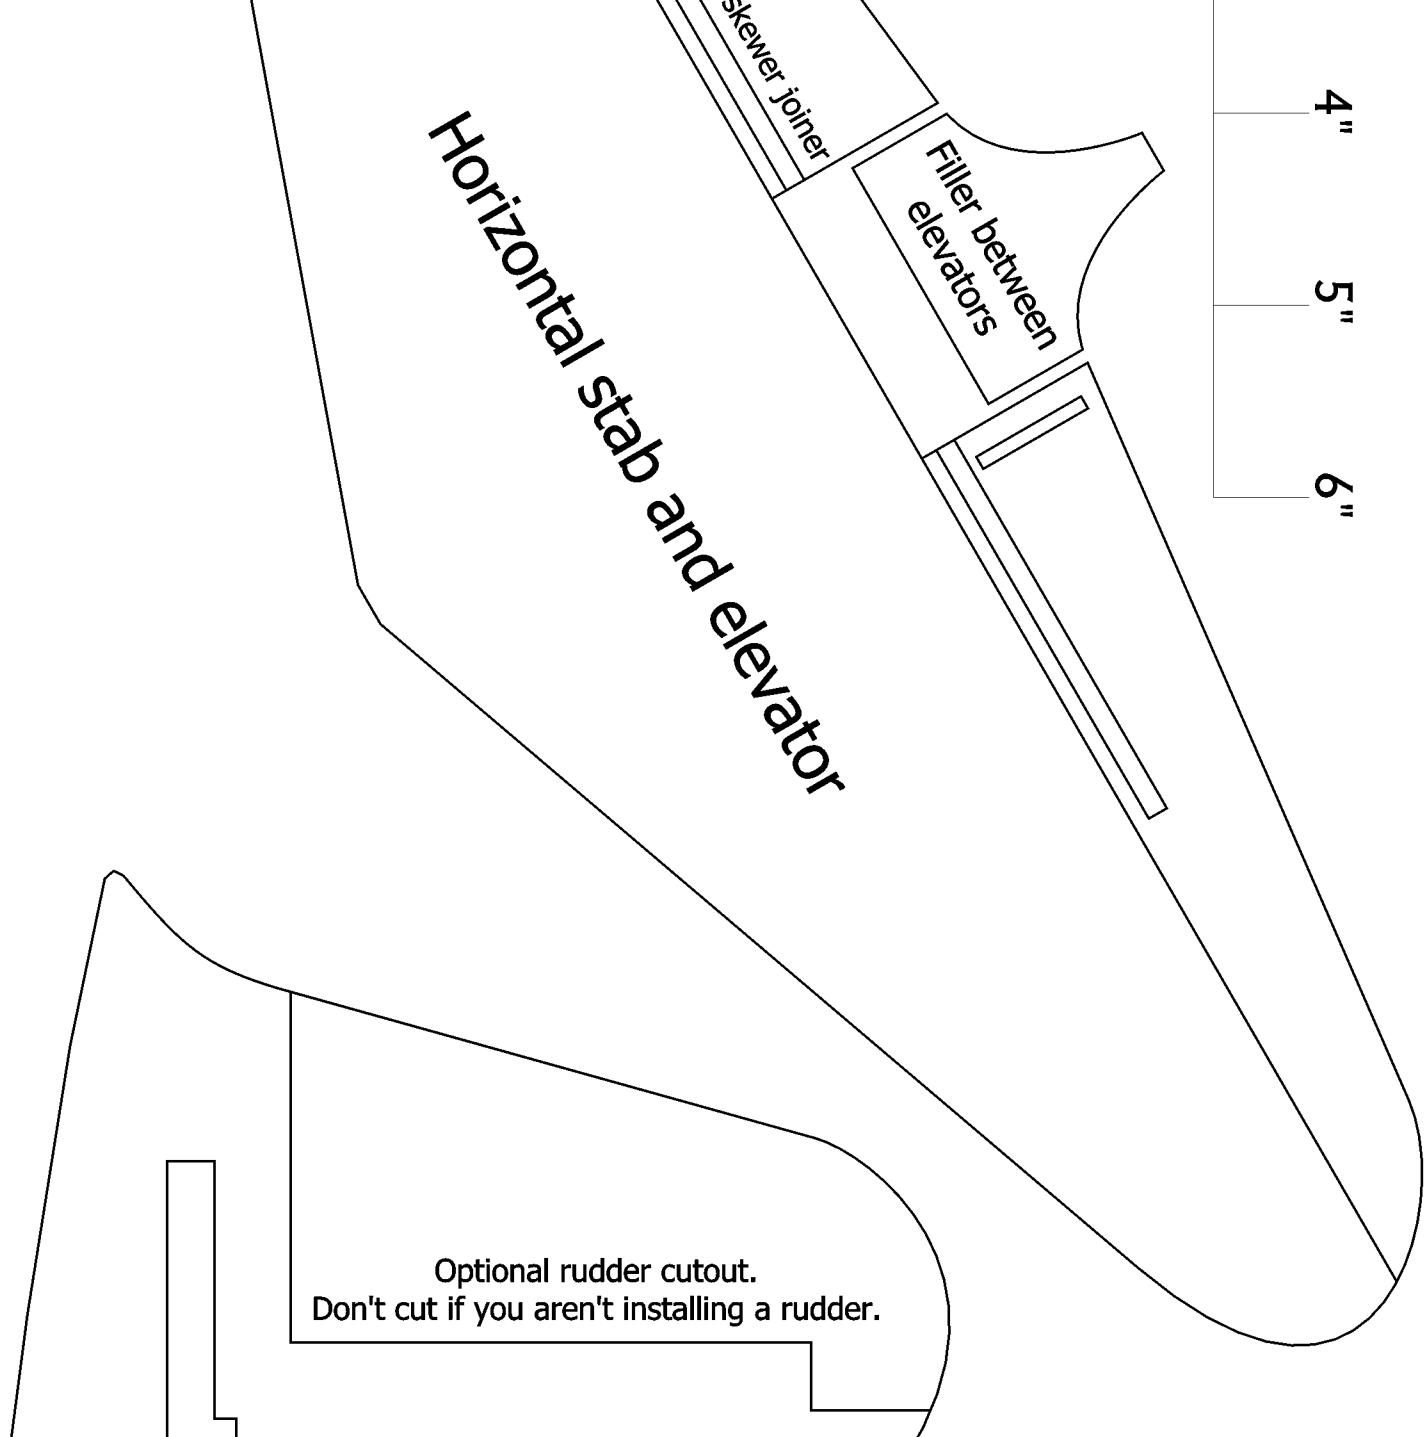 skewer joiner
4"
Filler between
elevators
5"
6"
Horizontal stab and elevator
Optional rudder cutout.
Don't cut if you aren't installing a rudder.